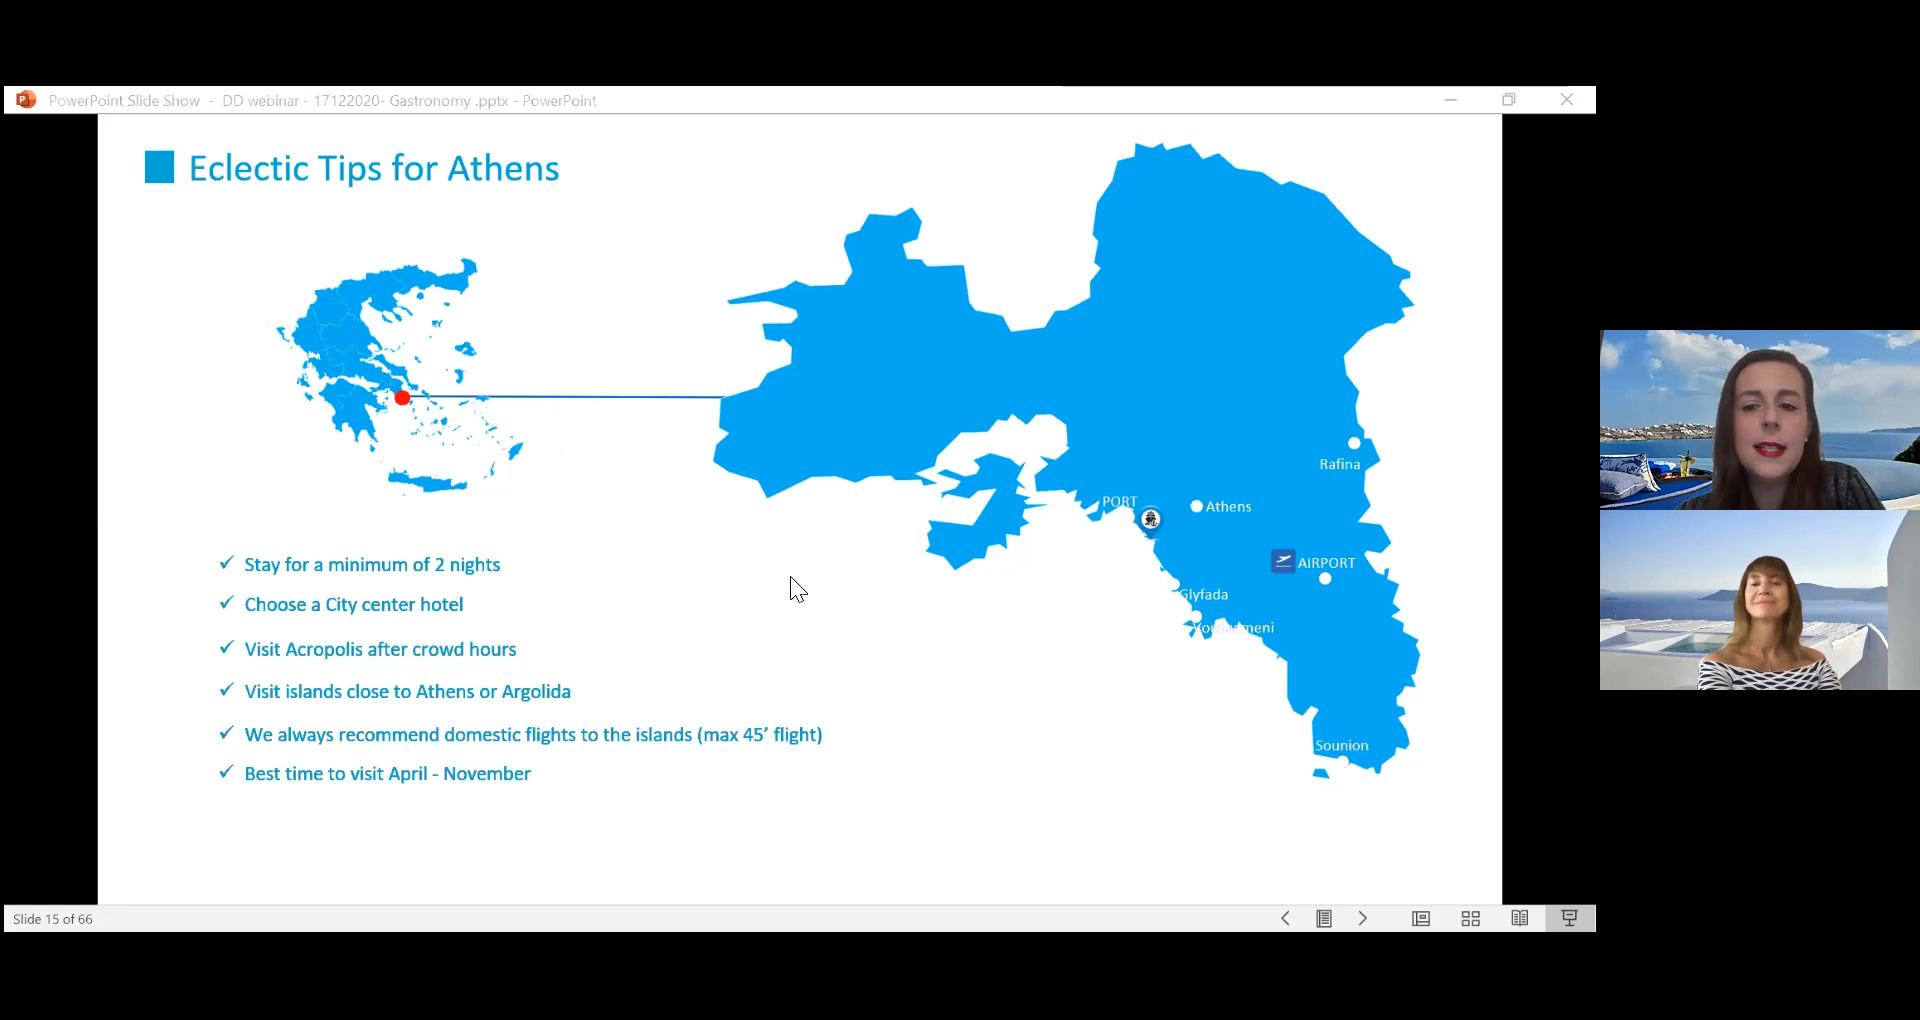 PowerPoint Slide Show - DD webinar - 17122020- Gastronomy .pptx - PowerPoint
Eclectic Tips for Athens
Rafina
PORT
Athens
AIRPORT
Glyfada
Sounion
✓ Stay for a minimum of 2 nights
✓ Choose a City center hotel
✓ Visit Acropolis after crowd hours
✓ Visit islands close to Athens or Argolida
✓ We always recommend domestic flights to the islands (max 45’ flight)
✓ Best time to visit April - November
Slide 15 of 66